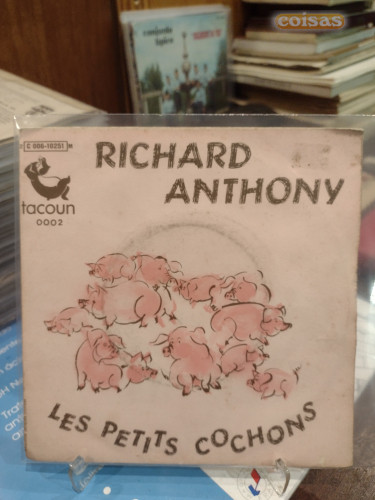 coisas
C 006-10251 M
RICHARD
ANTHONY
tacoun
0002
LES PETITS COCHONS